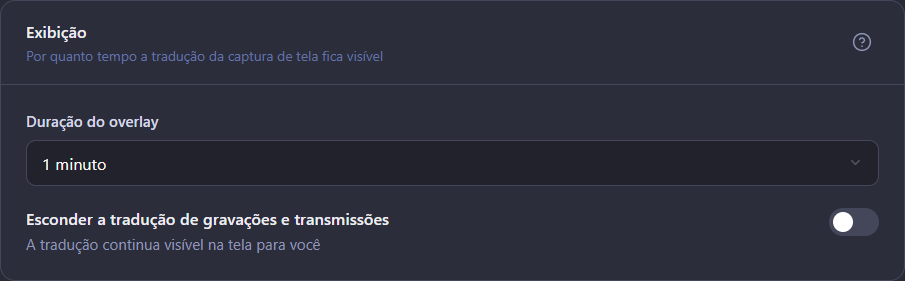 Exibição
Por quanto tempo a tradução da captura de tela fica visível
Duração do overlay
1 minuto
Esconder a tradução de gravações e transmissões
A tradução continua visível na tela para você